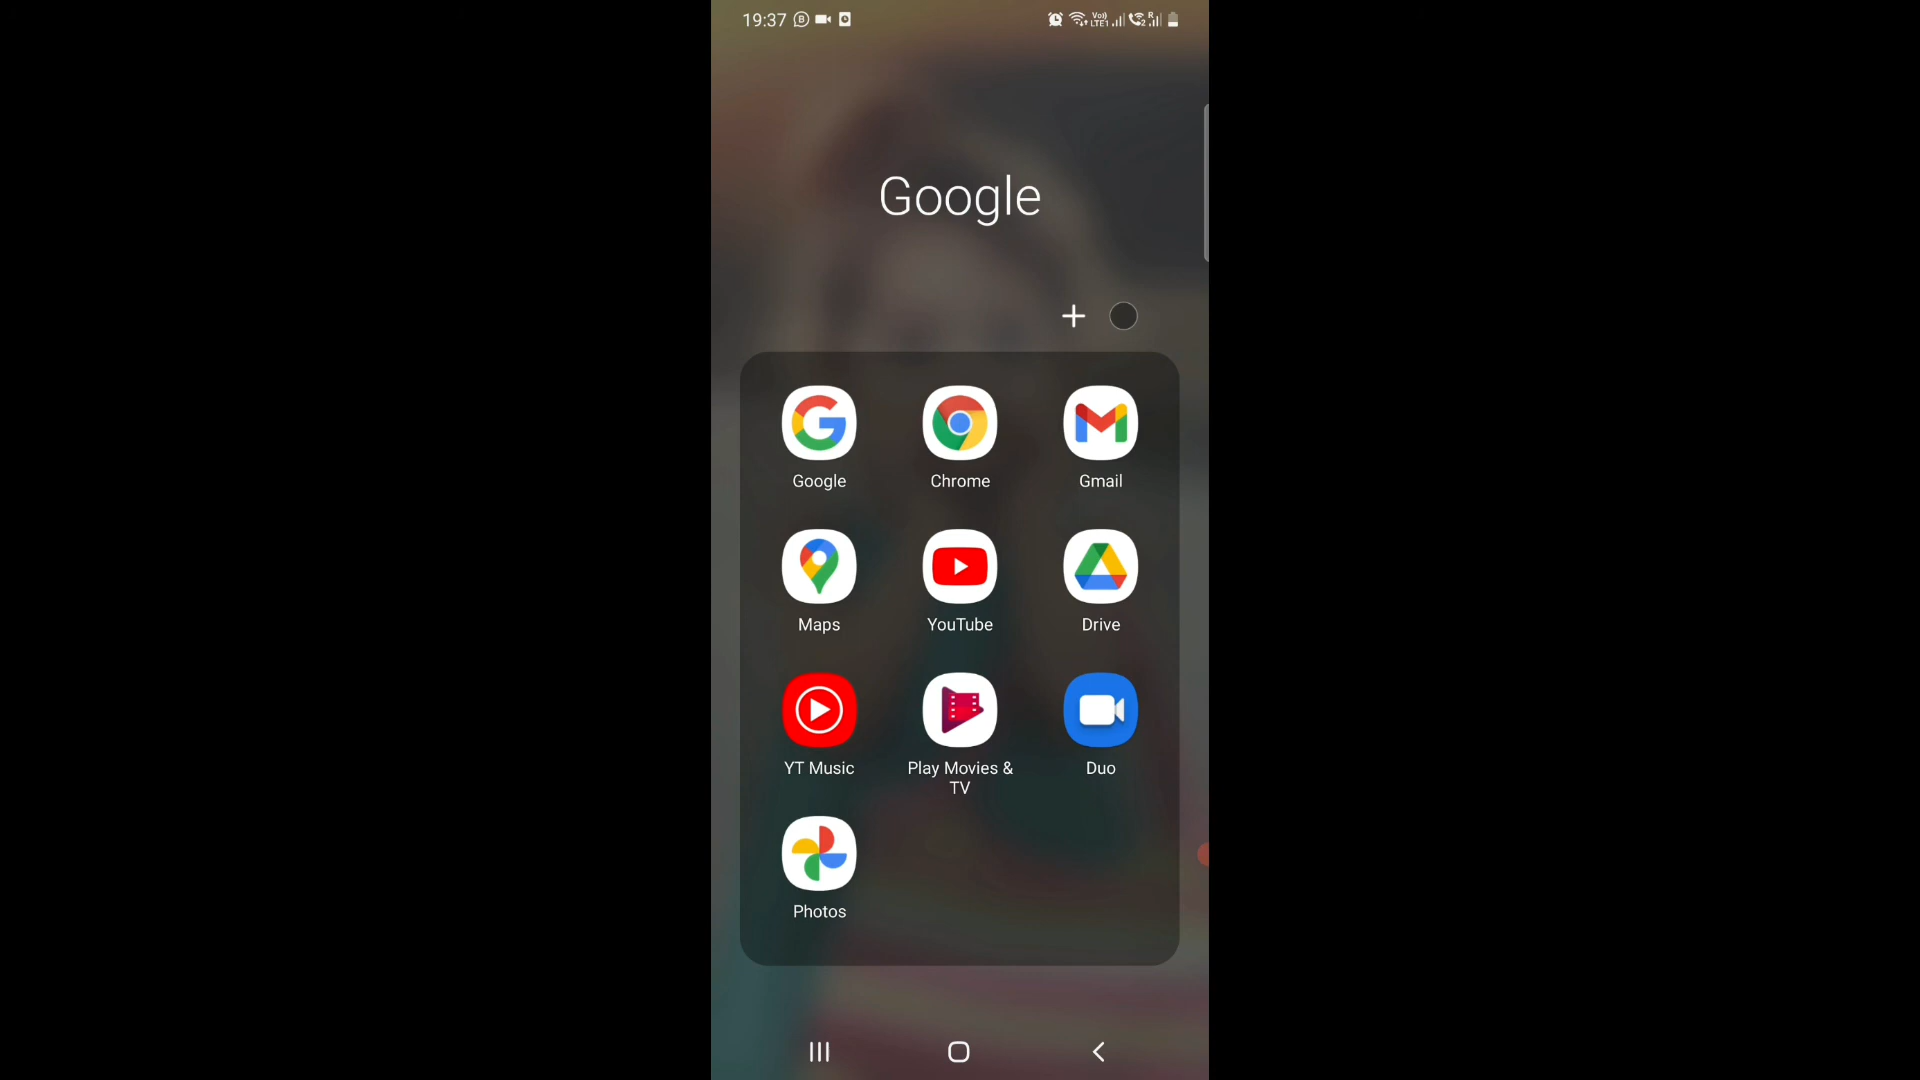 19:37
Google
Google Chrome Gmail
Maps YouTube Drive
YT Music Play Movies & Duo
TV
Photos